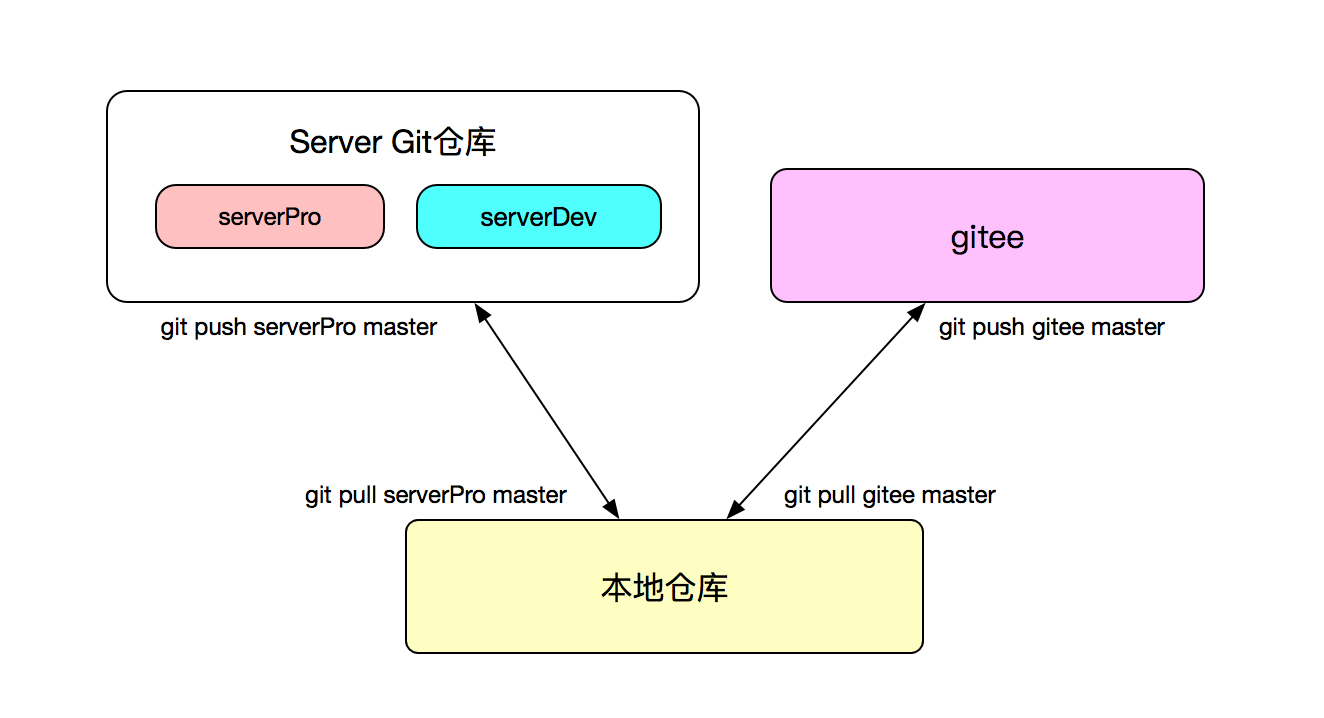 Server Git仓库
serverPro
serverDev
gitee
git push serverPro master
git push gitee master
git pull serverPro master
git pull gitee master
本地仓库